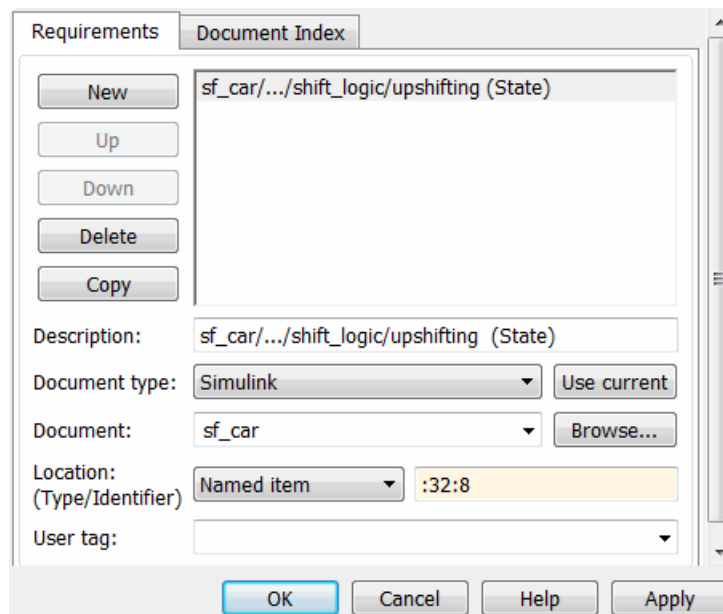 Requirements
Document Index
New
sf_car/.../shift_logic/upshifting (State)
Up
Down
Delete
Copy
Description:
sf_car/.../shift_logic/upshifting  (State)
Document type:
Simulink
Use current
Document:
sf_car
Browse...
Location:
(Type/Identifier)
Named item
:32:8
User tag:
OK
Cancel
Help
Apply